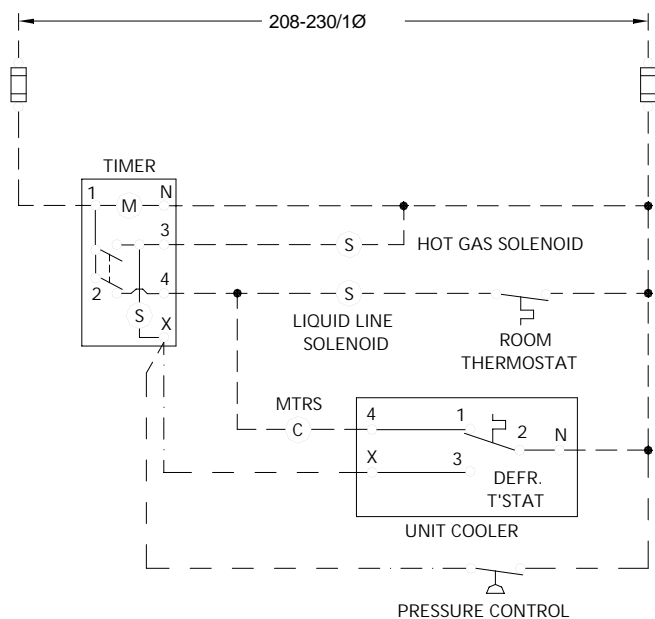 208-230/1Ø
TIMER
1 M N
3
S HOT GAS SOLENOID
2 4
S
S X
LIQUID LINE
SOLENOID
ROOM
THERMOSTAT
MTRS
C
4 1 2 N
X 3
DEFR.
T'STAT
UNIT COOLER
PRESSURE CONTROL